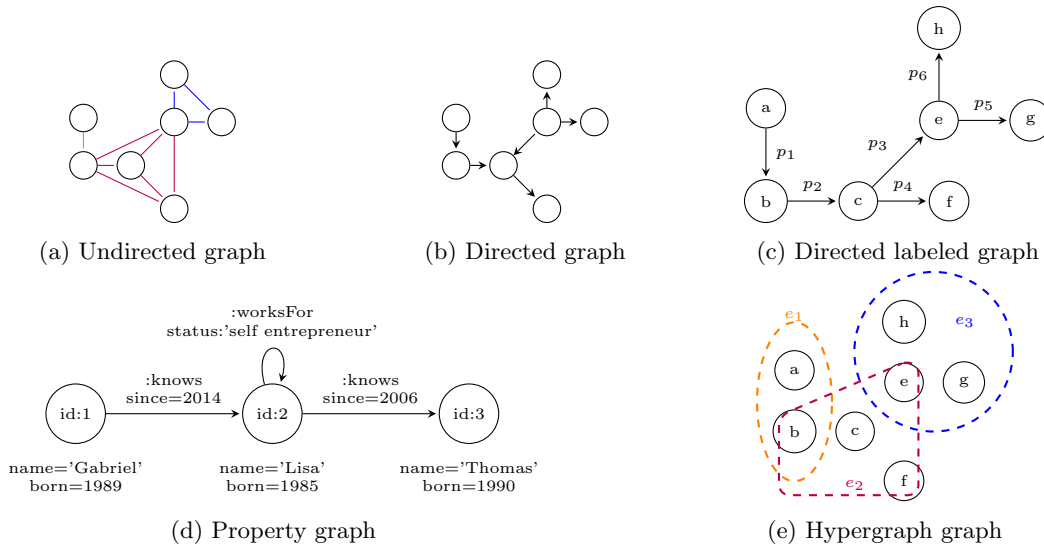 h
a
p₆
e
p₅
g
p₁
p₃
b
p₂
c
p₄
f
(a) Undirected graph
(b) Directed graph
(c) Directed labeled graph
:worksFor
status:'self entrepreneur'
:knows
since=2014
:knows
since=2006
id:1
id:2
id:3
name='Gabriel'
born=1989
name='Lisa'
born=1985
name='Thomas'
born=1990
(d) Property graph
e₁
h
e₃
a
e
g
b
c
f
e₂
(e) Hypergraph graph